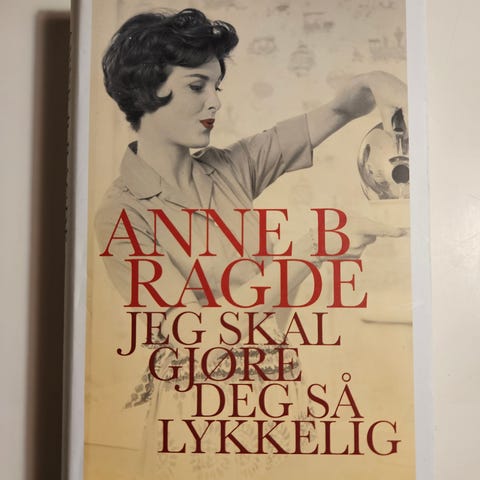 ANNE B
RAGDE
JEG SKAL
GJØRE
DEG SÅ
LYKKELIG